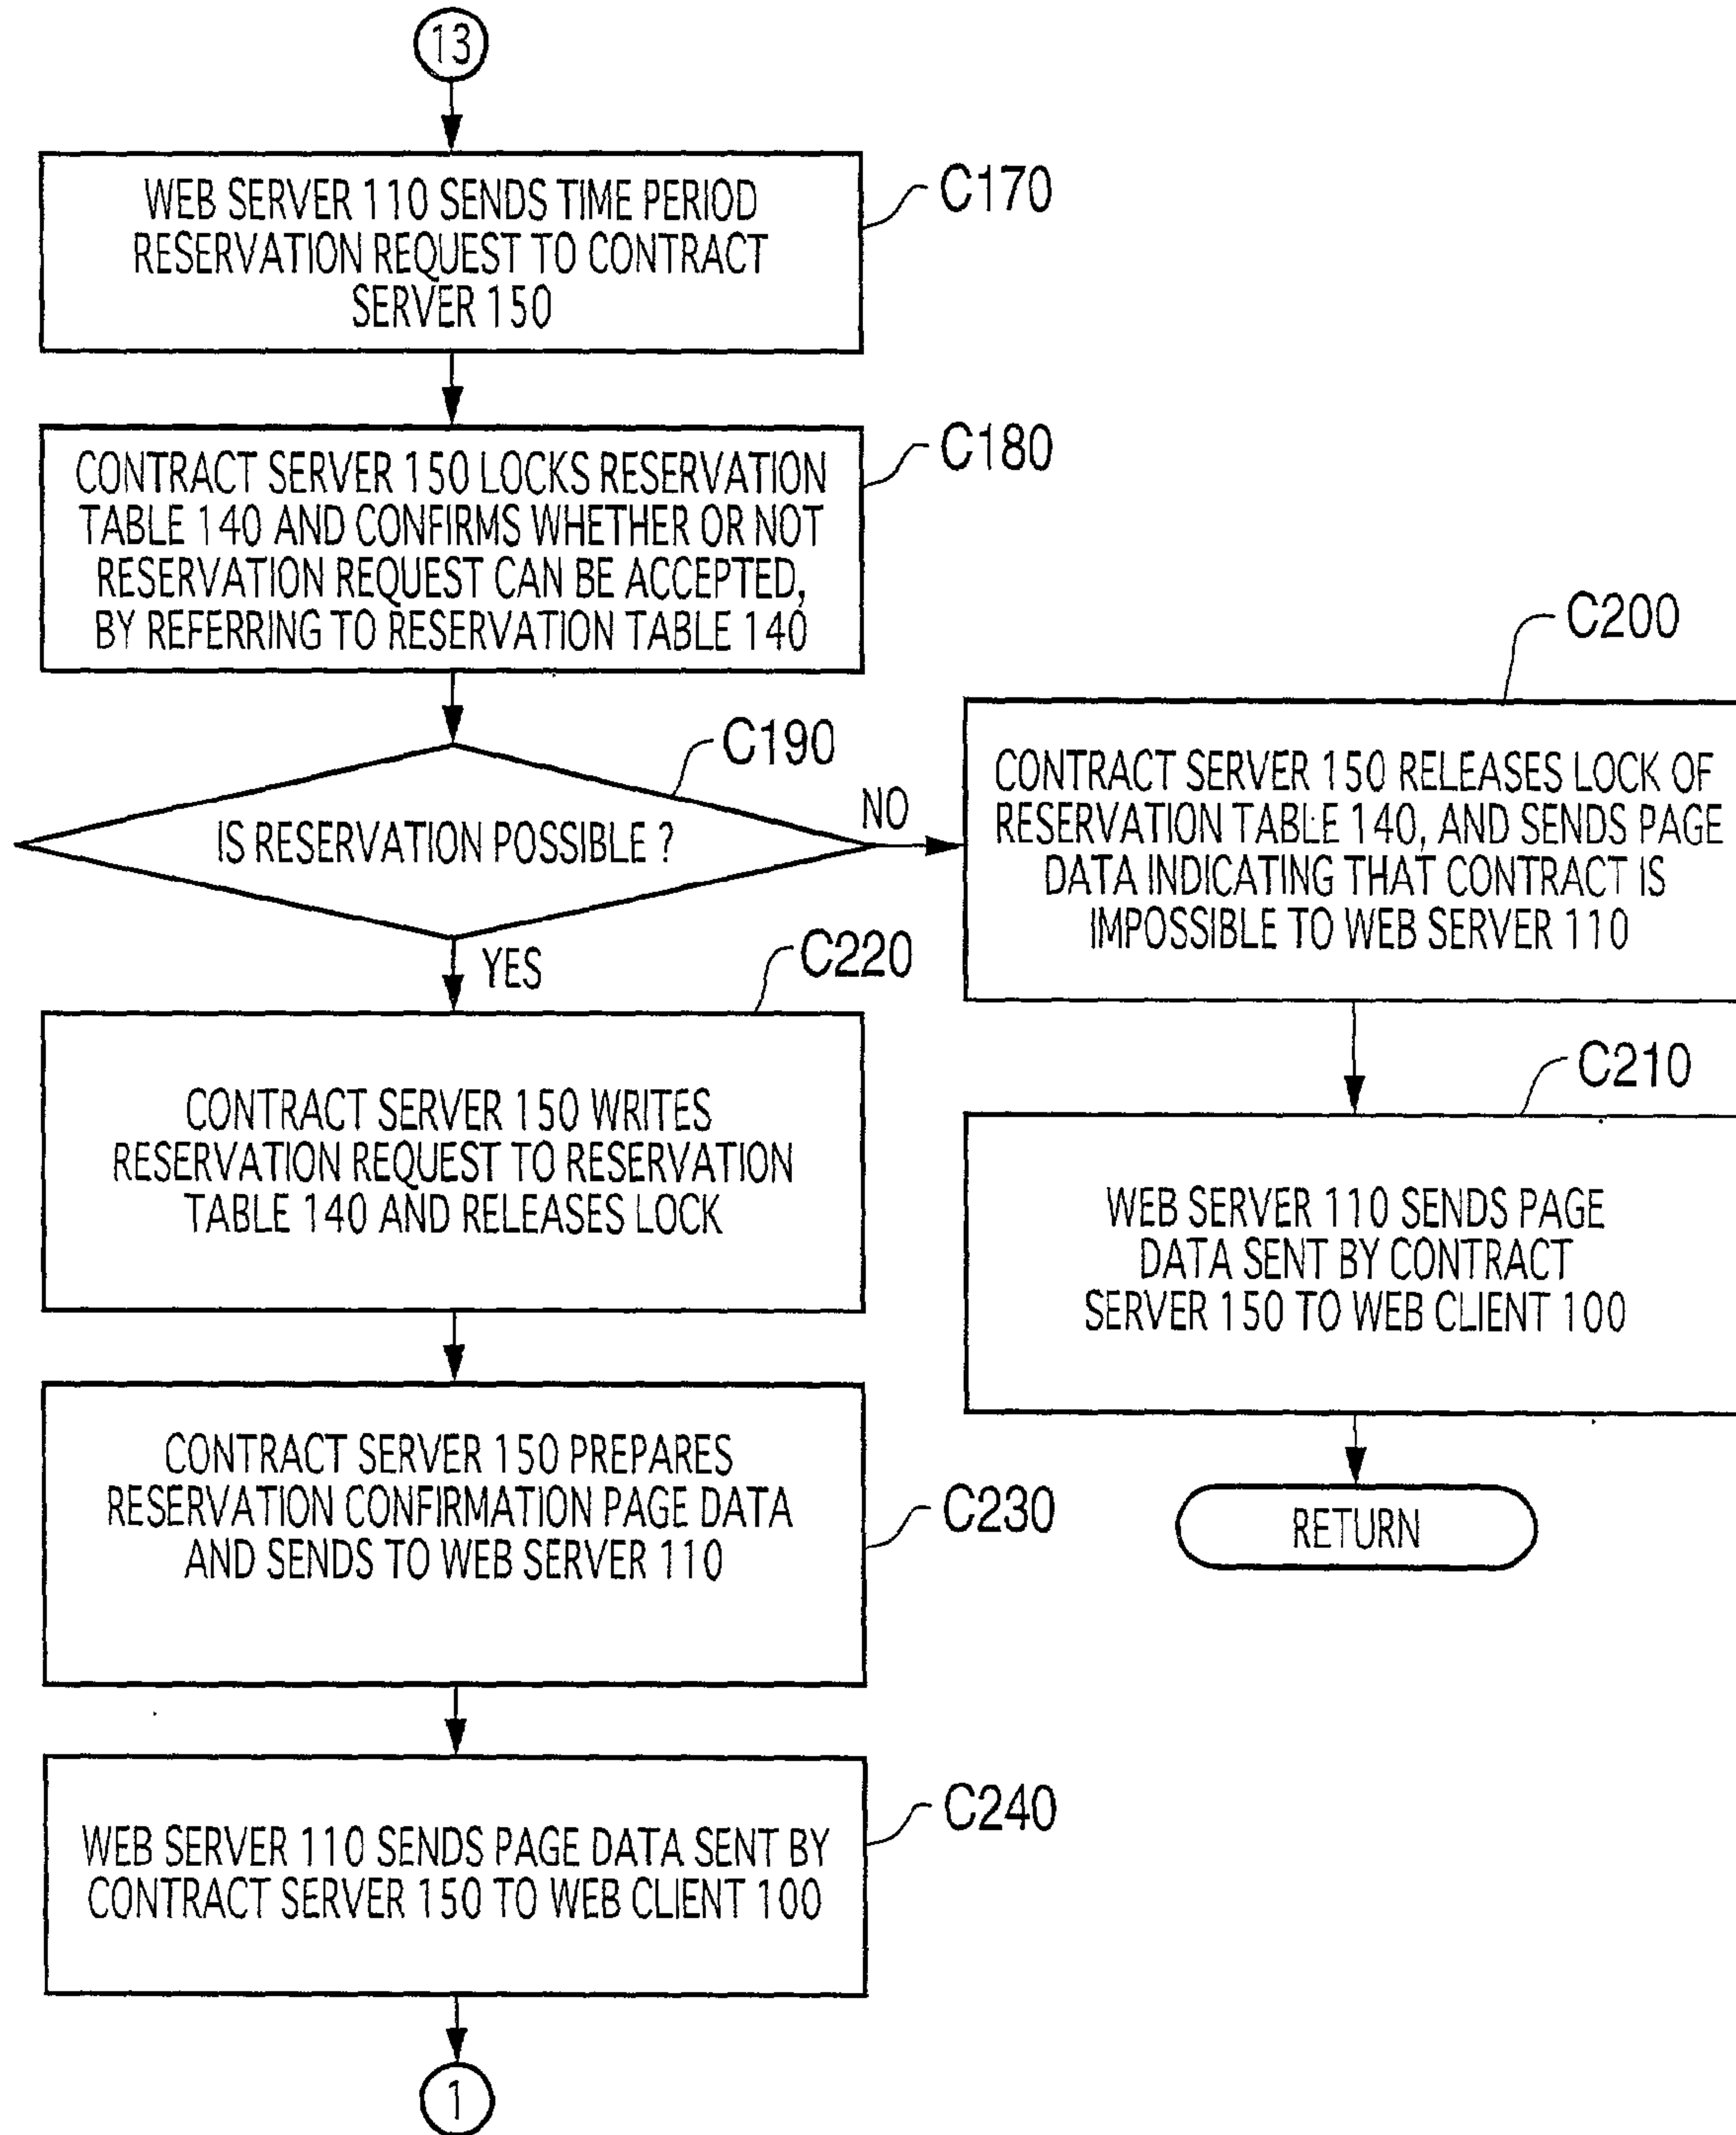 13
WEB SERVER 110 SENDS TIME PERIOD
RESERVATION REQUEST TO CONTRACT
SERVER 150
C170
CONTRACT SERVER 150 LOCKS RESERVATION
TABLE 140 AND CONFIRMS WHETHER OR NOT
RESERVATION REQUEST CAN BE ACCEPTED,
BY REFERRING TO RESERVATION TABLE 140
C180
IS RESERVATION POSSIBLE ?
C190
NO
YES
CONTRACT SERVER 150 RELEASES LOCK OF
RESERVATION TABLE 140, AND SENDS PAGE
DATA INDICATING THAT CONTRACT IS
IMPOSSIBLE TO WEB SERVER 110
C200
WEB SERVER 110 SENDS PAGE
DATA SENT BY CONTRACT
SERVER 150 TO WEB CLIENT 100
C210
RETURN
CONTRACT SERVER 150 WRITES
RESERVATION REQUEST TO RESERVATION
TABLE 140 AND RELEASES LOCK
C220
CONTRACT SERVER 150 PREPARES
RESERVATION CONFIRMATION PAGE DATA
AND SENDS TO WEB SERVER 110
C230
WEB SERVER 110 SENDS PAGE DATA SENT BY
CONTRACT SERVER 150 TO WEB CLIENT 100
C240
1